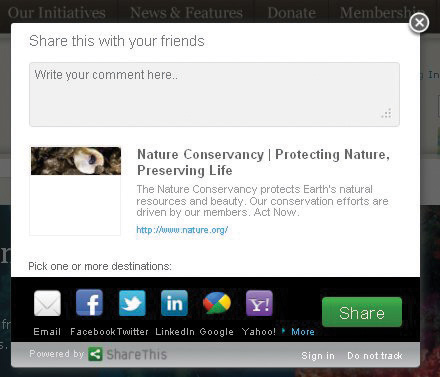 Our Initiatives News & Features Donate Membership
Share this with your friends
Write your comment here..
Nature Conservancy | Protecting Nature,
Preserving Life
The Nature Conservancy protects Earth's natural
resources and beauty. Our conservation efforts are
driven by our members. Act Now.
http://www.nature.org/
Pick one or more destinations:
Share
Email Facebook Twitter LinkedIn Google Yahoo! More
Powered by ShareThis Sign in Do not track